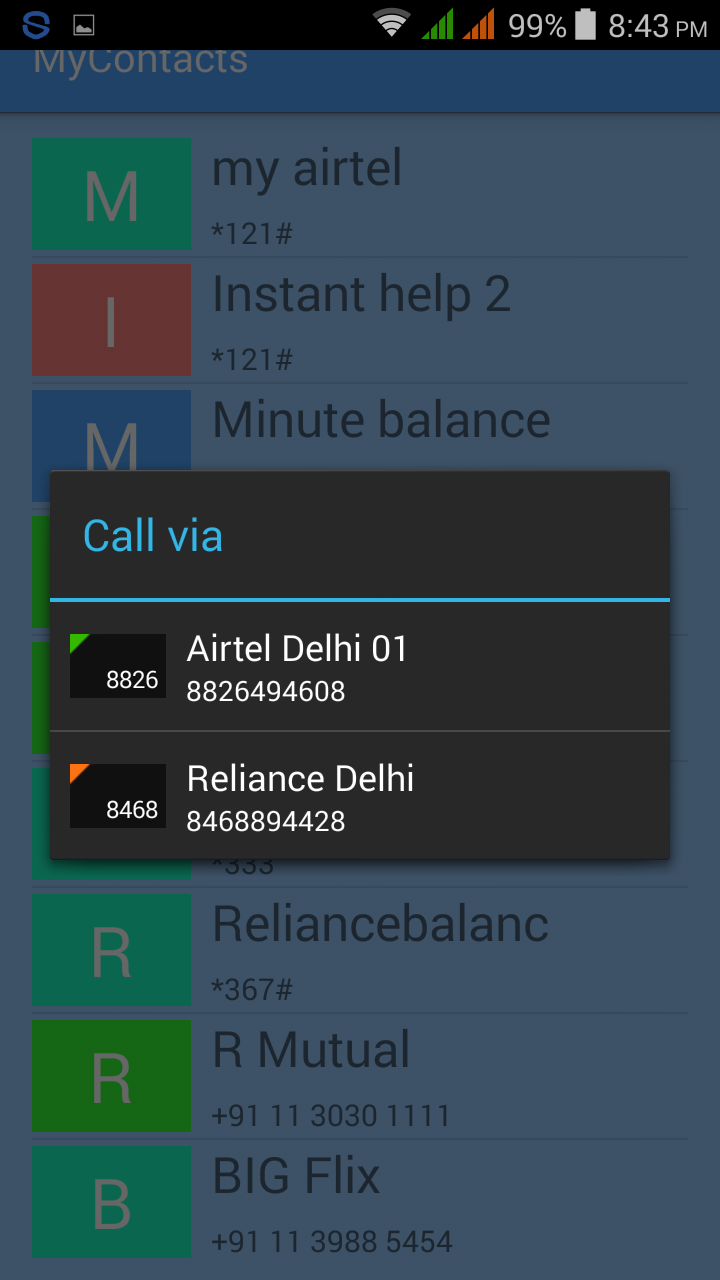 S
99% 8:43 PM
MyContacts
M
my airtel
*121#
I
Instant help 2
*121#
M
Minute balance
Call via
8826
Airtel Delhi 01
8826494608
8468
Reliance Delhi
8468894428
*333
R
Reliancebalanc
*367#
R
R Mutual
+91 11 3030 1111
B
BIG Flix
+91 11 3988 5454